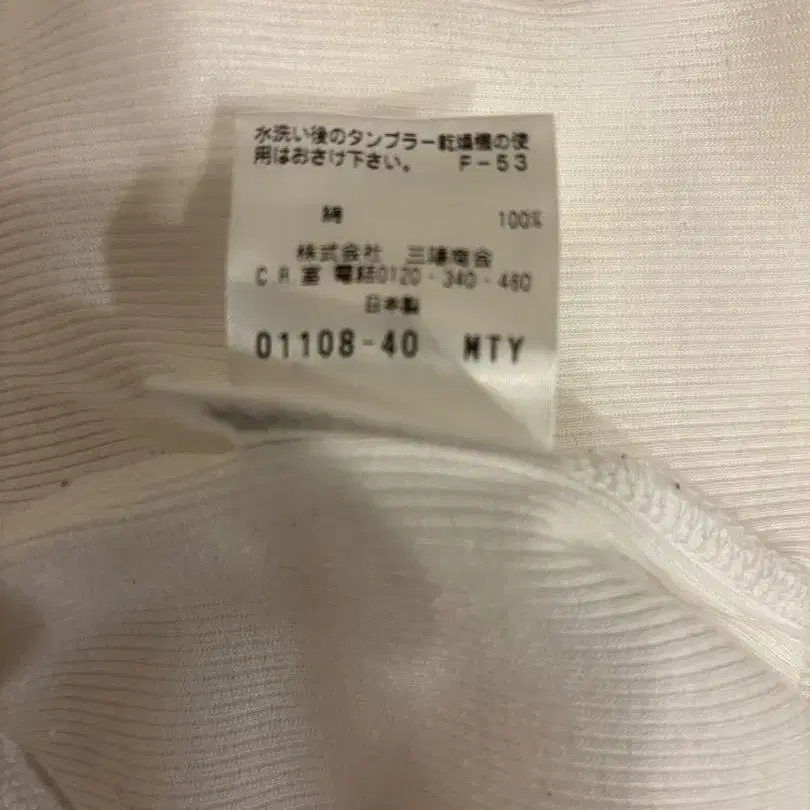 水洗い後のタンブラー乾燥機の使
用はおさけ下さい。 F-53
綿 100%
株式会社 三陽商会
C.R.室 電話0120-340-460
日本製
01108-40 MTY